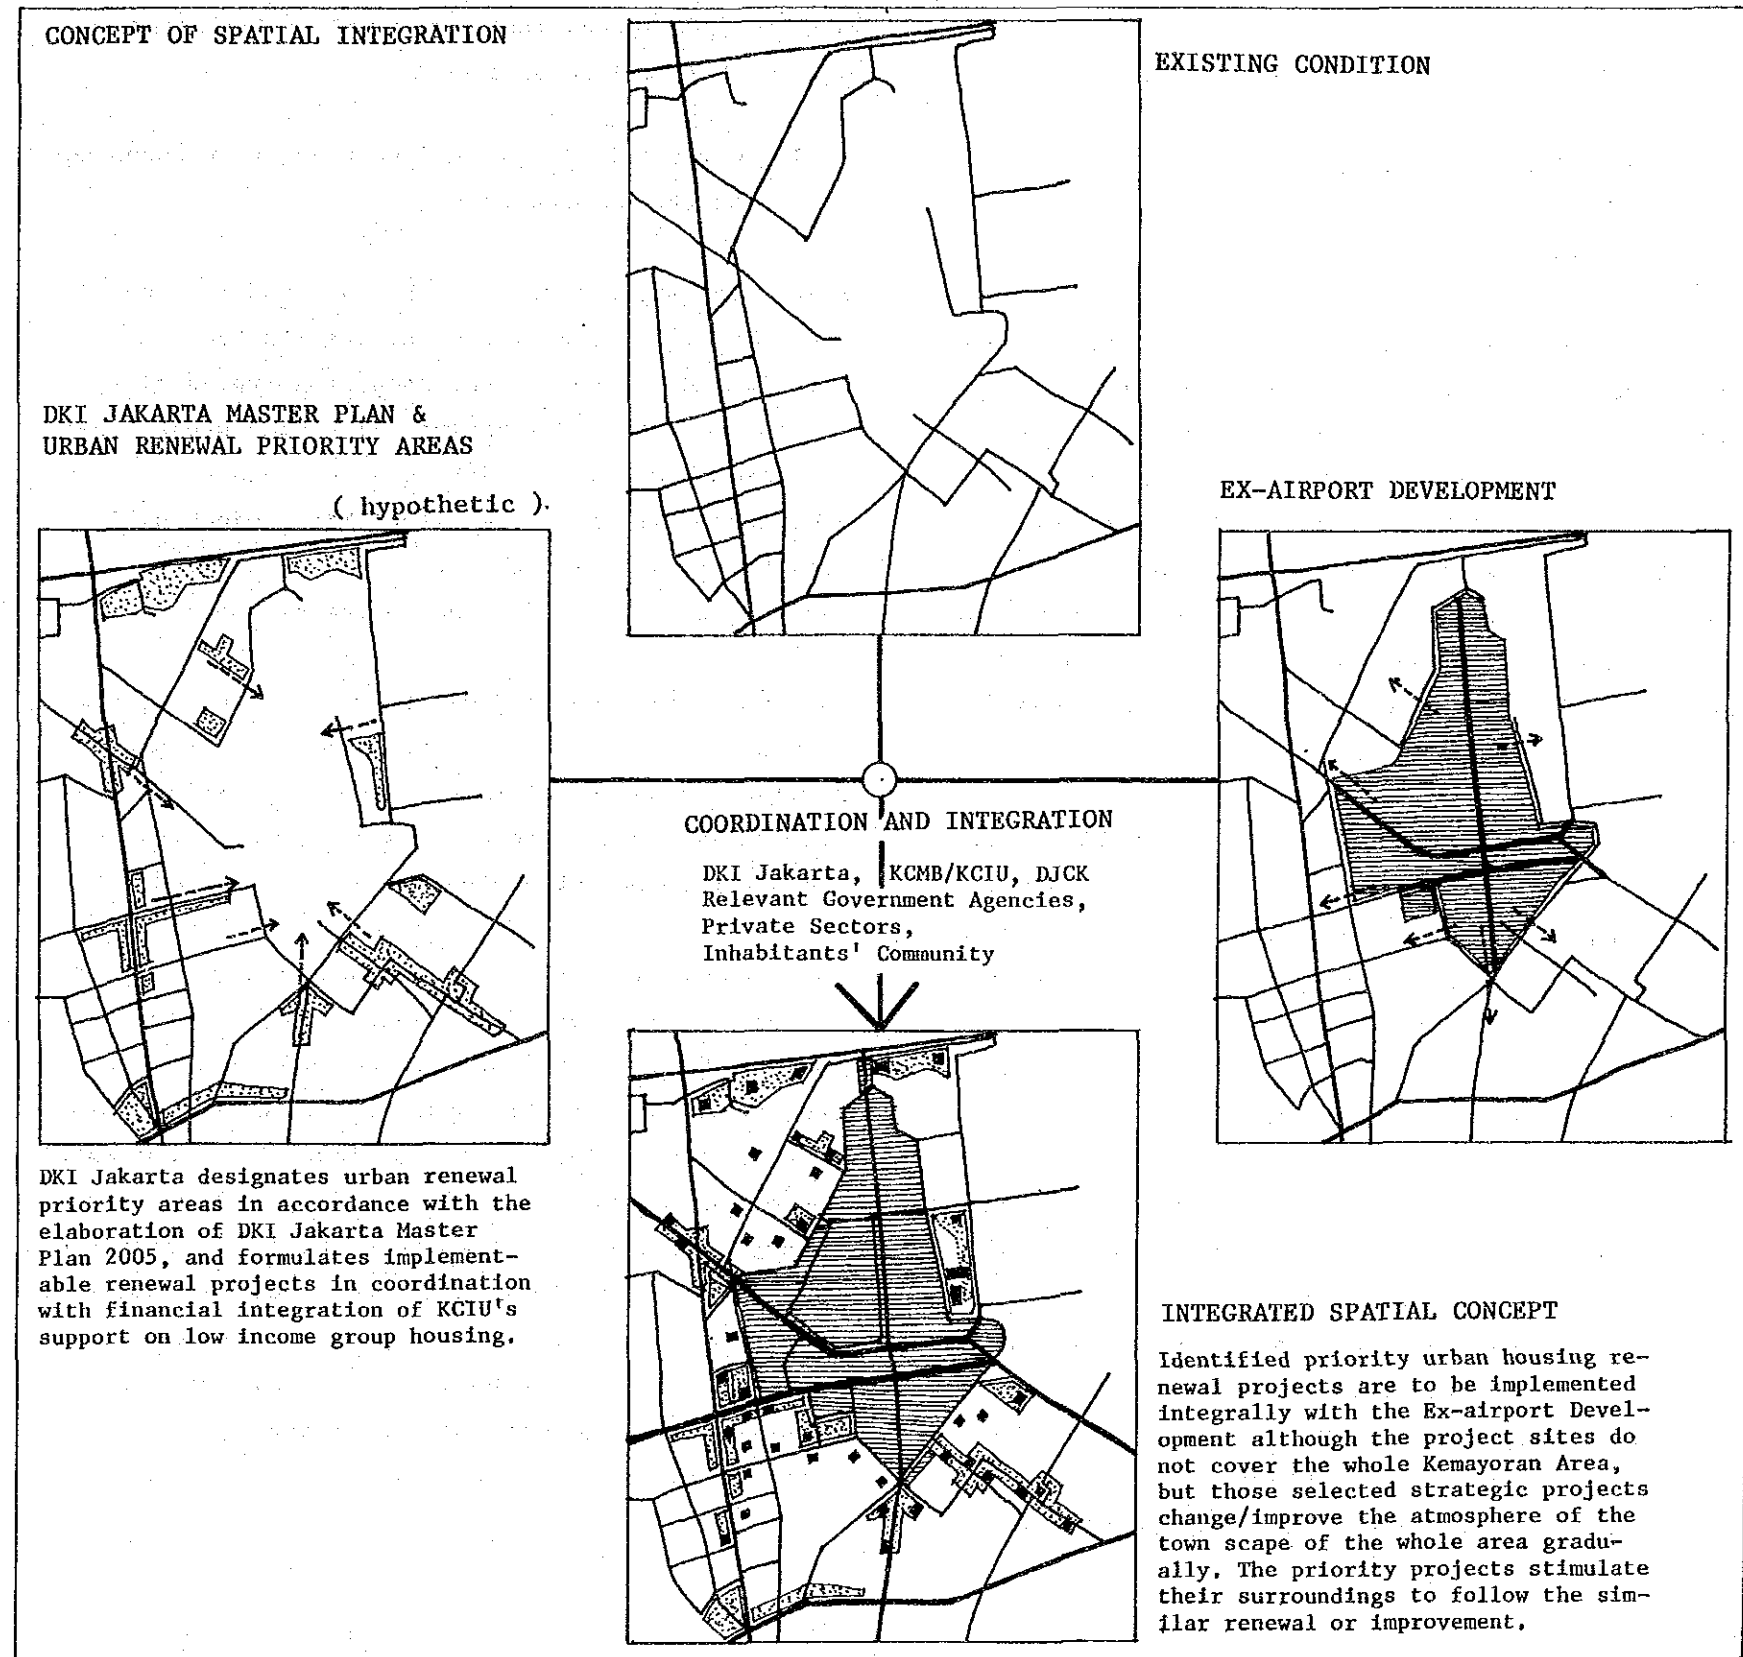 CONCEPT OF SPATIAL INTEGRATION
EXISTING CONDITION
DKI JAKARTA MASTER PLAN &
URBAN RENEWAL PRIORITY AREAS
( hypothetic ).
EX-AIRPORT DEVELOPMENT
COORDINATION AND INTEGRATION
DKI Jakarta, KCMB/KCIU, DJCK
Relevant Government Agencies,
Private Sectors,
Inhabitants' Community
DKI Jakarta designates urban renewal
priority areas in accordance with the
elaboration of DKI Jakarta Master
Plan 2005, and formulates implement-
able renewal projects in coordination
with financial integration of KCIU's
support on low income group housing.
INTEGRATED SPATIAL CONCEPT
Identified priority urban housing re-
newal projects are to be implemented
integrally with the Ex-airport Devel-
opment although the project sites do
not cover the whole Kemayoran Area,
but those selected strategic projects
change/improve the atmosphere of the
town scape of the whole area gradu-
ally. The priority projects stimulate
their surroundings to follow the sim-
ilar renewal or improvement.